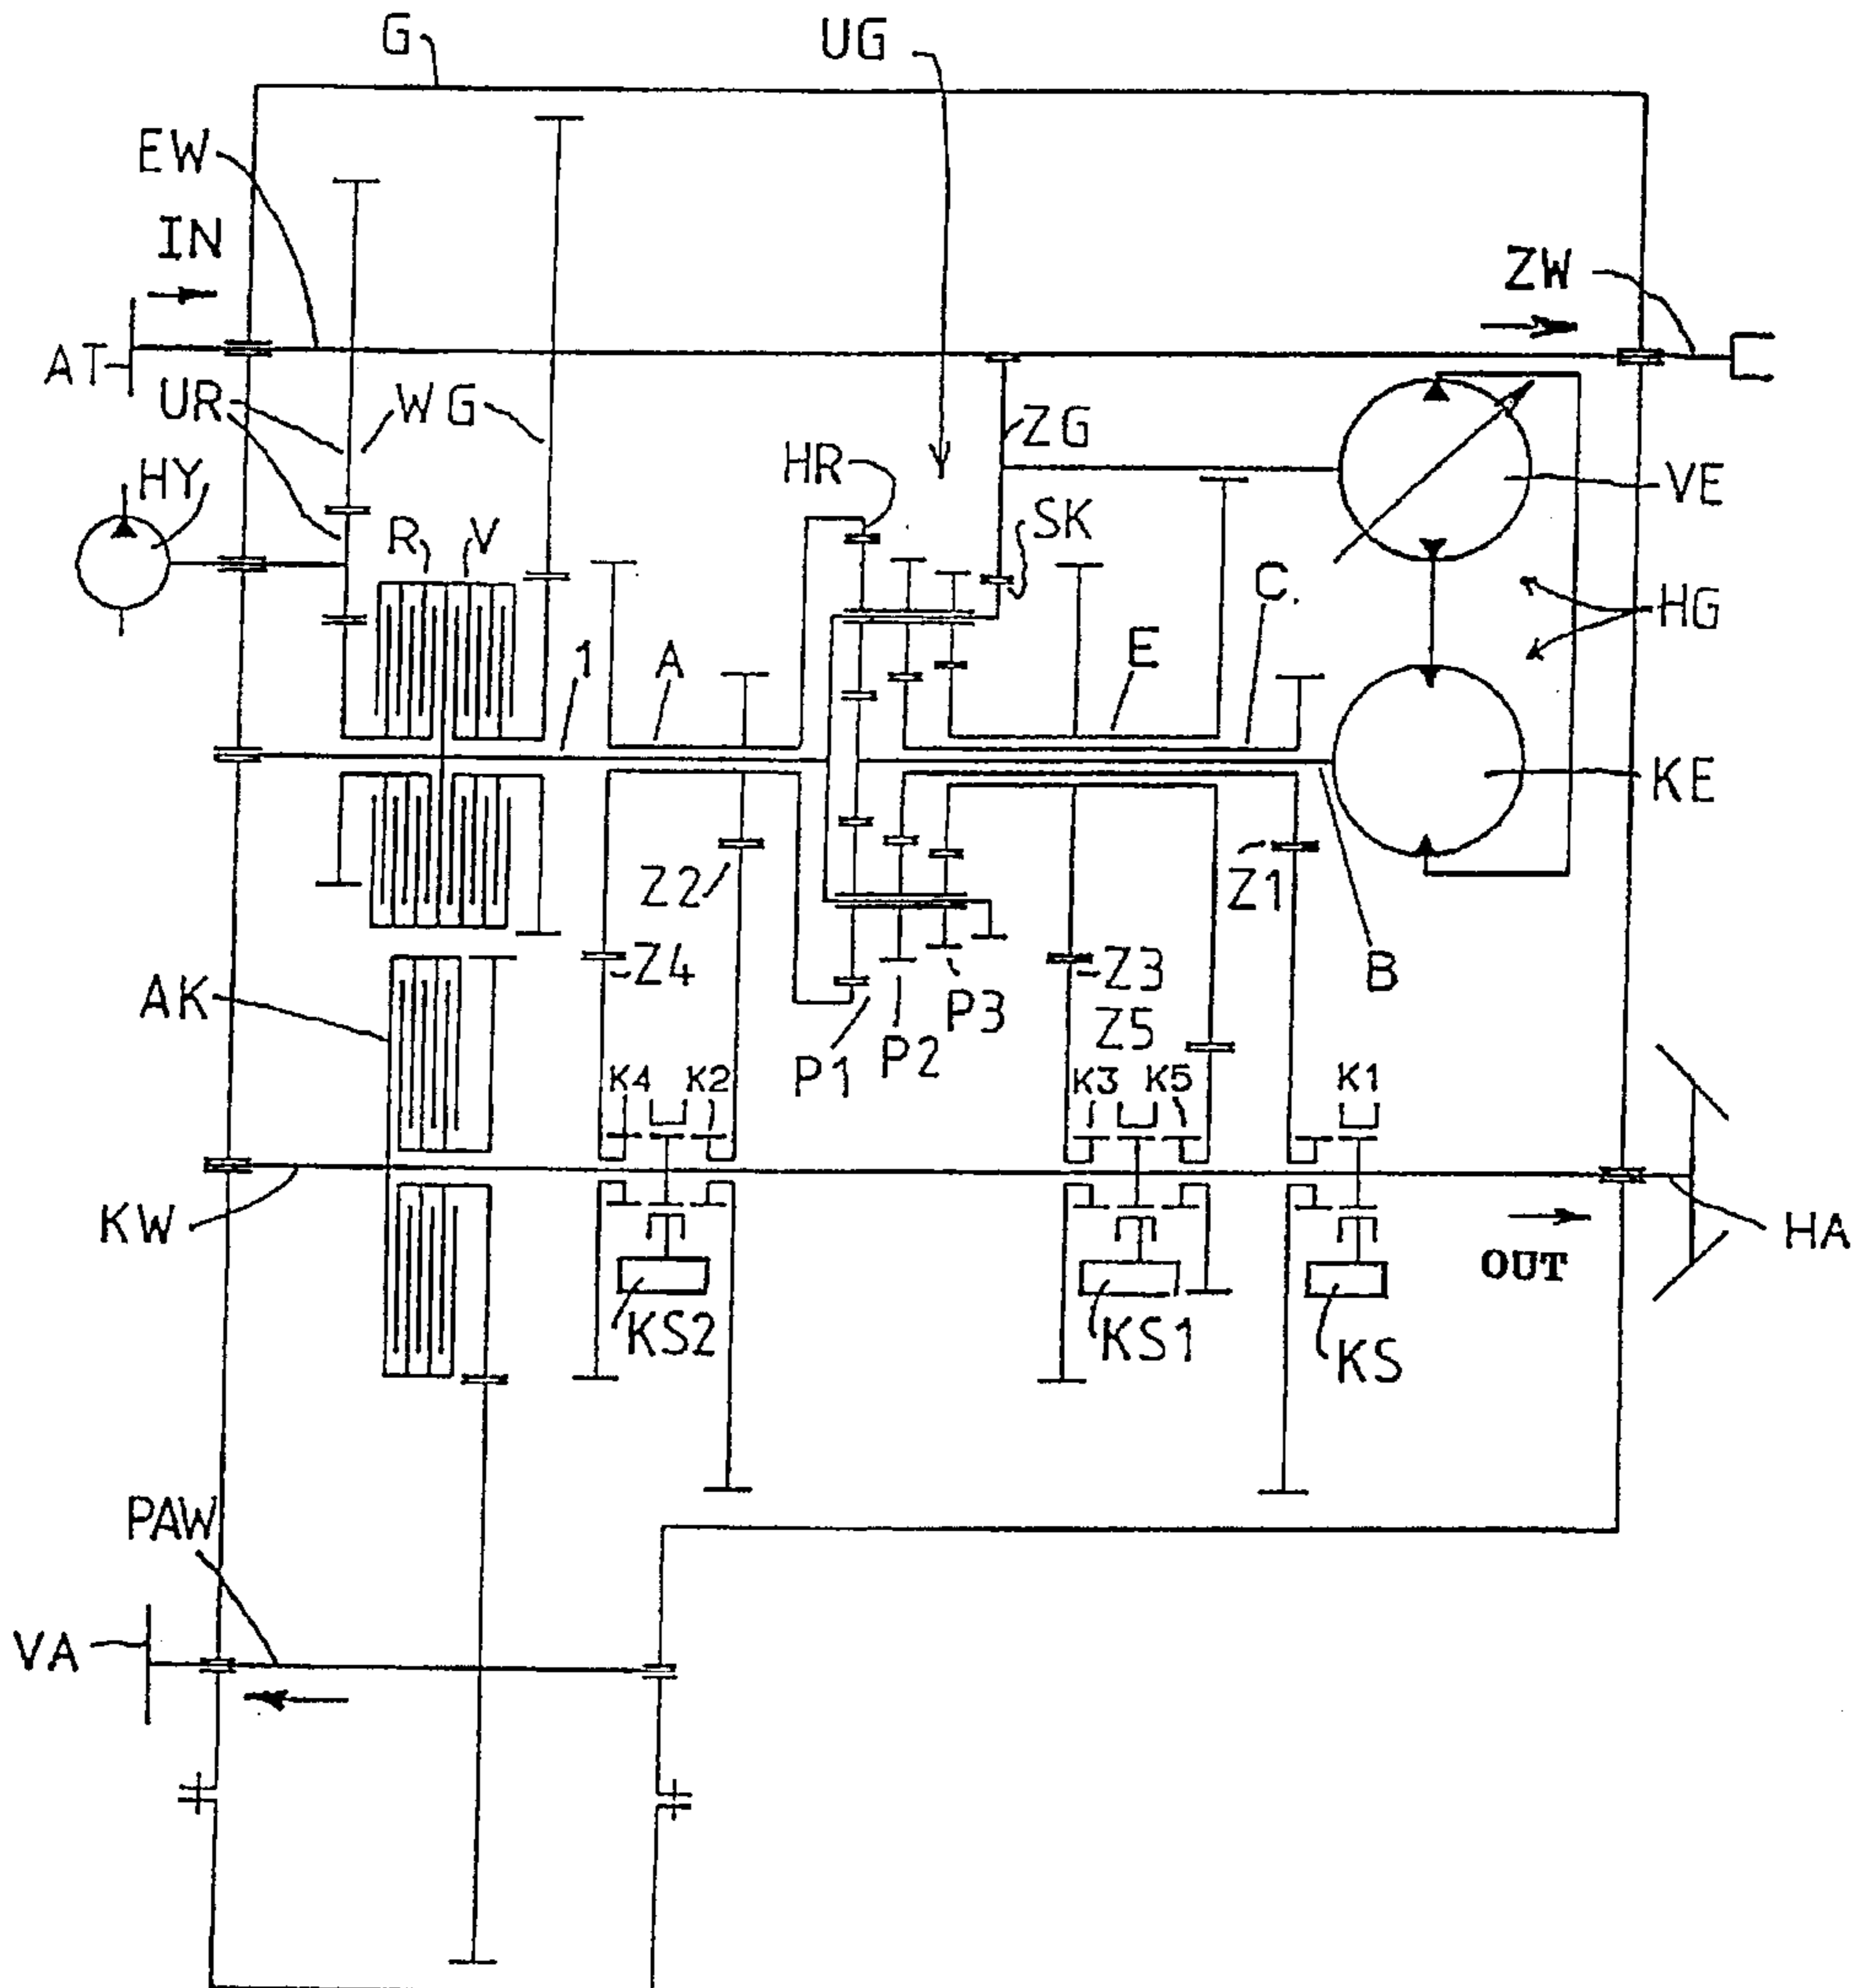 G
UG
EW
IN
ZW
AT
UR
WG
ZG
HR
VE
HY
SK
R
V
C.
HG
1
A
E
KE
Z2
Z1
Z4
Z3
B
AK
P3
Z5
P1
P2
K4
K2
K3
K5
K1
KW
HA
OUT
KS2
KS1
KS
PAW
VA